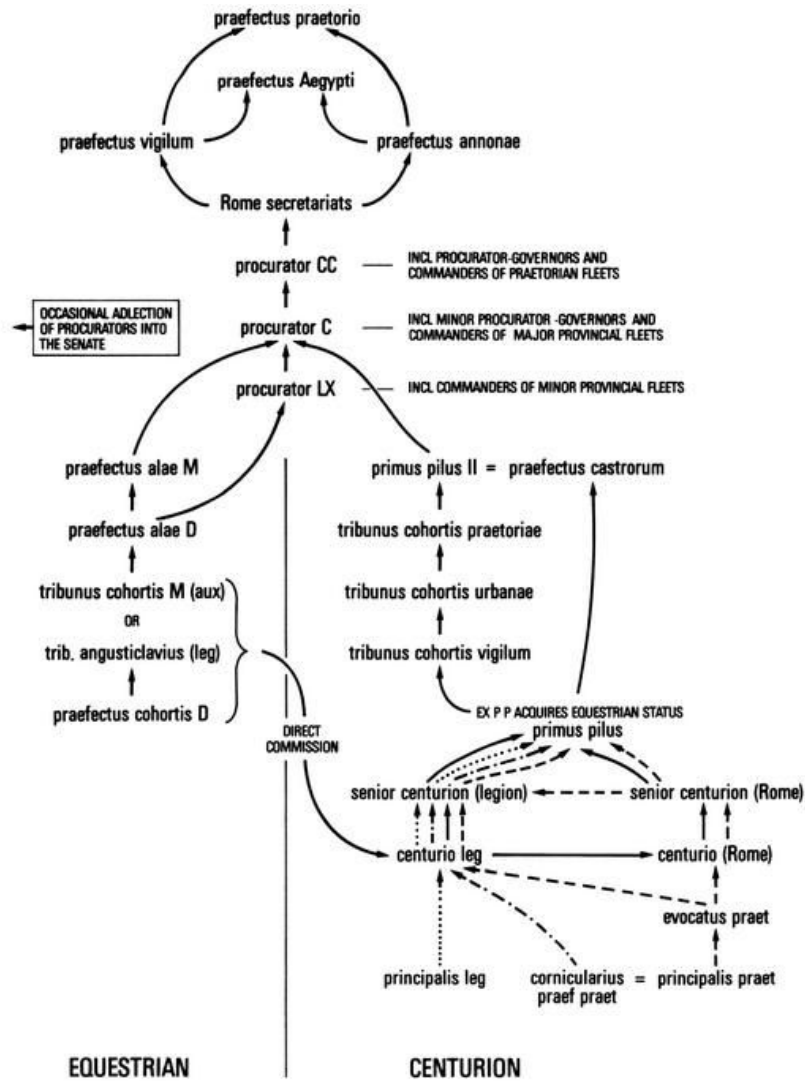 praefectus praetorio
praefectus Aegypti
praefectus vigilum
praefectus annonae
Rome secretariats
procurator CC
INCL PROCURATOR-GOVERNORS AND
COMMANDERS OF PRAETORIAN FLEETS
OCCASIONAL ADLECTION
OF PROCURATORS INTO
THE SENATE
procurator C
INCL MINOR PROCURATOR -GOVERNORS AND
COMMANDERS OF MAJOR PROVINCIAL FLEETS
procurator LX
INCL COMMANDERS OF MINOR PROVINCIAL FLEETS
praefectus alae M
primus pilus II = praefectus castrorum
praefectus alae D
tribunus cohortis praetoriae
tribunus cohortis M (aux)
tribunus cohortis urbanae
OR
trib. angusticlavius (leg)
tribunus cohortis vigilum
praefectus cohortis D
EX P P ACQUIRES EQUESTRIAN STATUS
primus pilus
DIRECT
COMMISSION
senior centurion (legion)
senior centurion (Rome)
centurio leg
centurio (Rome)
evocatus praet
principalis leg
cornicularius = principalis praet
praef praet
EQUESTRIAN
CENTURION